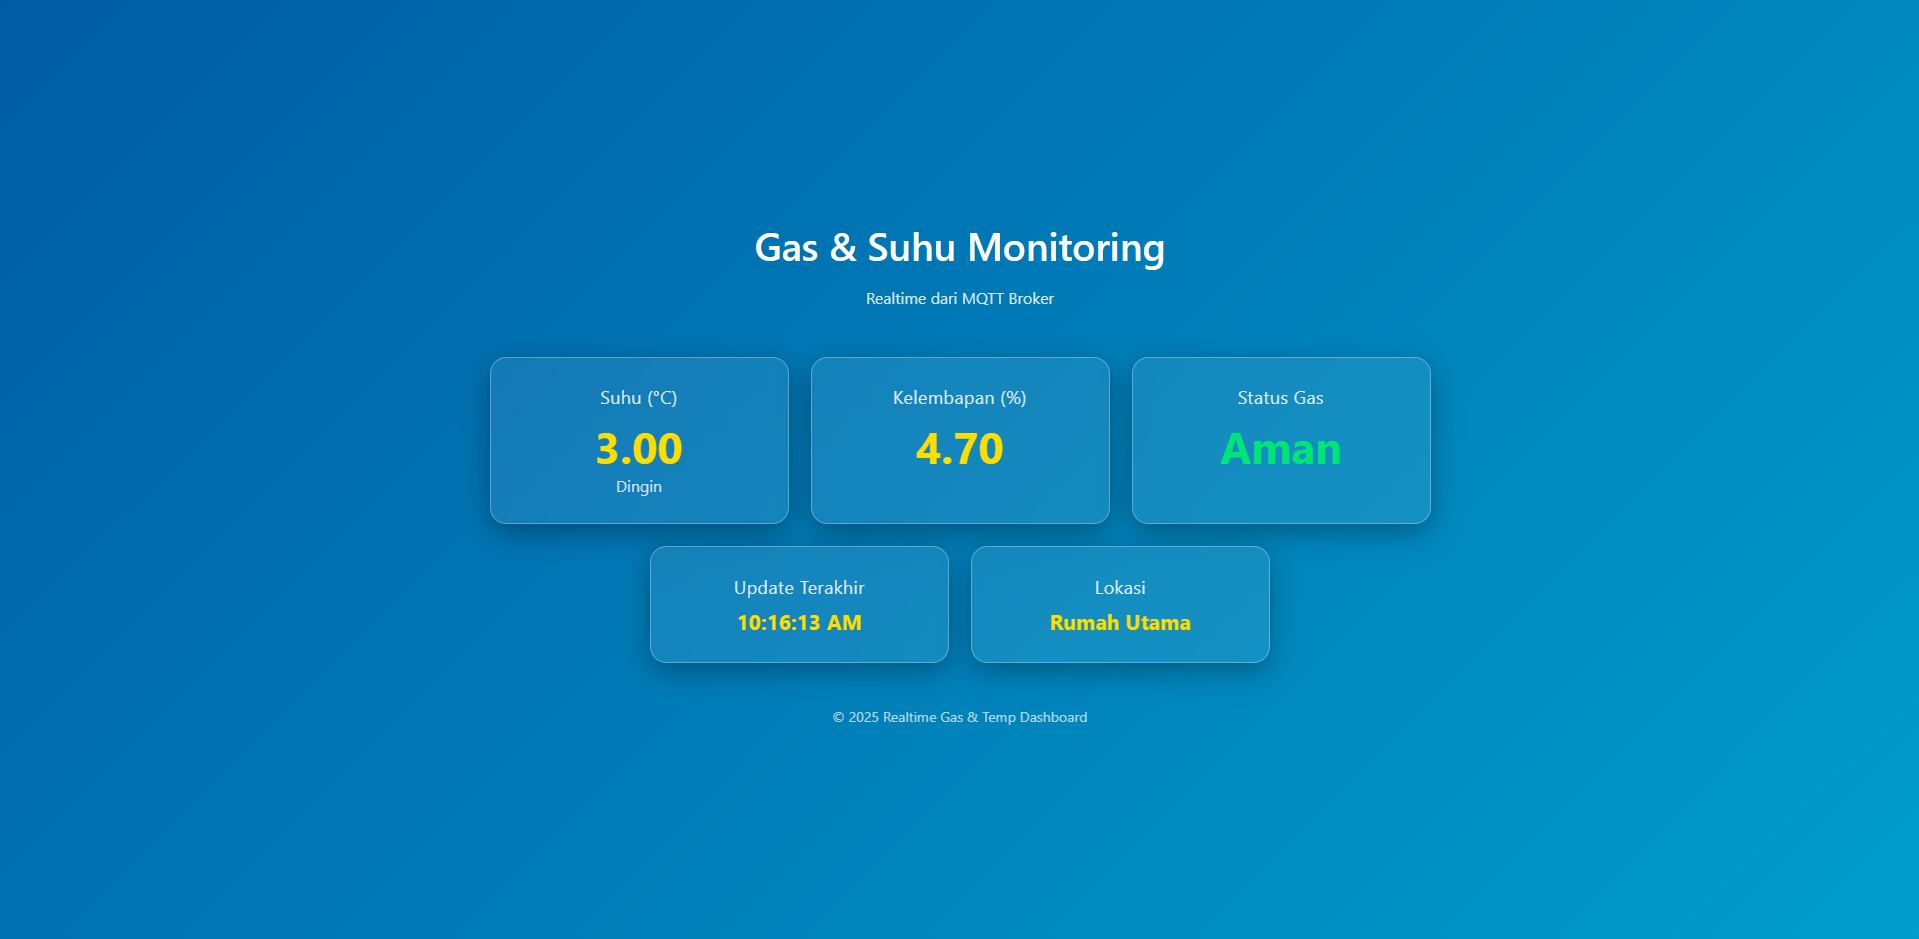 Gas & Suhu Monitoring
Realtime dari MQTT Broker
Suhu (°C)
3.00
Dingin
Kelembapan (%)
4.70
Status Gas
Aman
Update Terakhir
10:16:13 AM
Lokasi
Rumah Utama
© 2025 Realtime Gas & Temp Dashboard